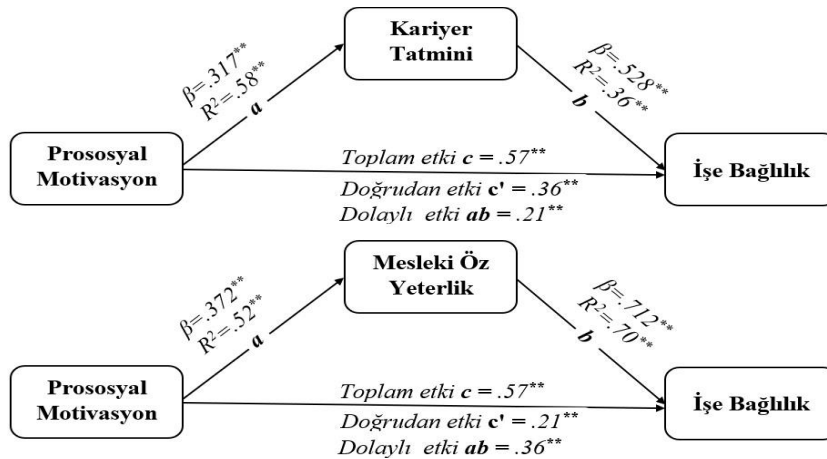 Kariyer
Tatmini
β=.317**
R²=.58**
a
β=.528**
R²=.36**
b
Prososyal
Motivasyon
Toplam etki c = .57**
Doğrudan etki c' = .36**
Dolaylı etki ab = .21**
İşe Bağlılık
Mesleki Öz
Yeterlik
β=.372**
R²=.52**
a
β=.712**
R²=.70**
b
Prososyal
Motivasyon
Toplam etki c = .57**
Doğrudan etki c' = .21**
Dolaylı etki ab = .36**
İşe Bağlılık